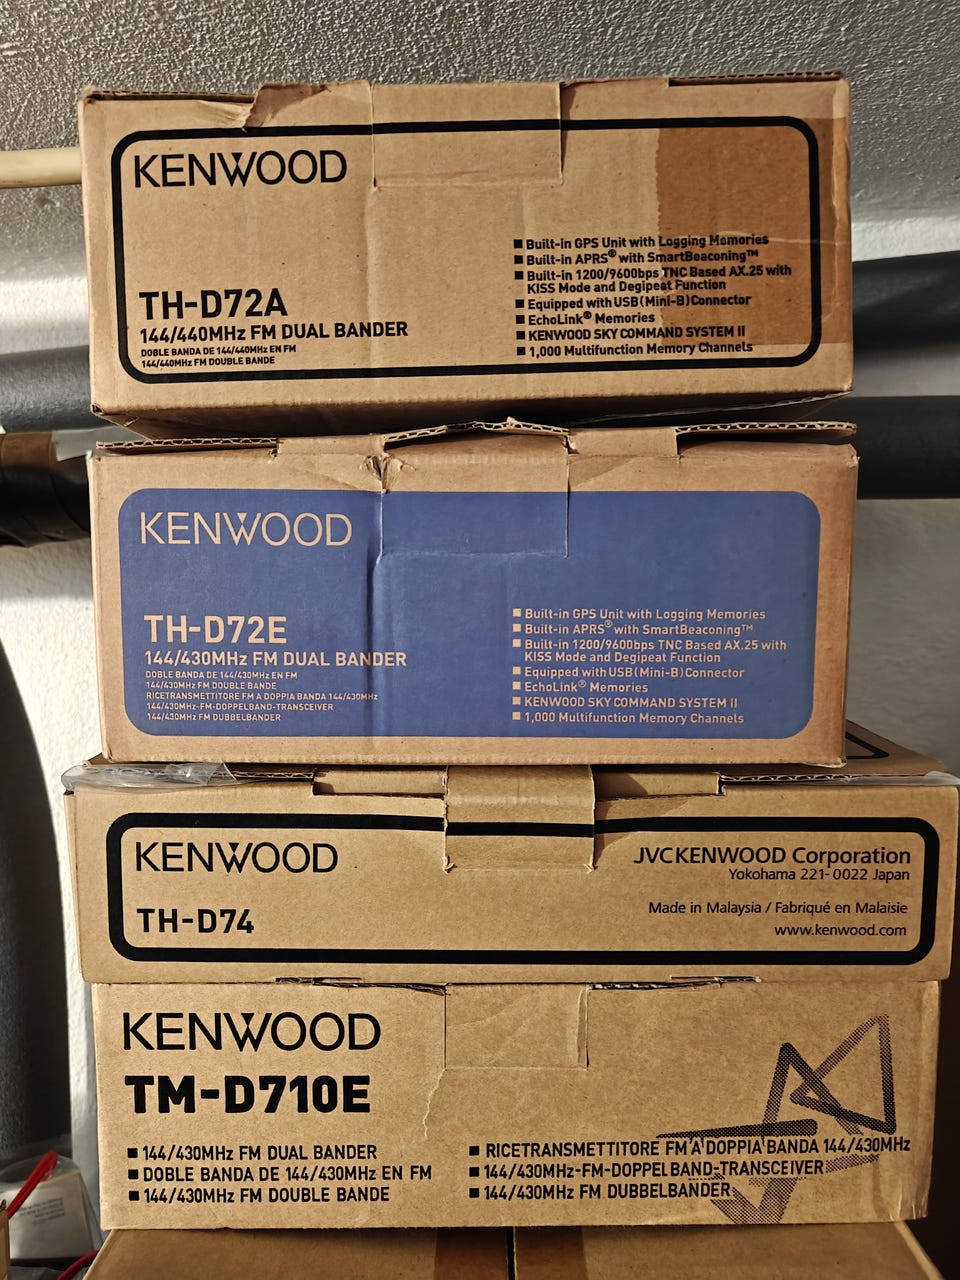 KENWOOD
TH-D72A
144/440MHz FM DUAL BANDER
DOBLE BANDA DE 144/440MHz EN FM
144/440MHz FM DOUBLE BANDE
■ Built-in GPS Unit with Logging Memories
■ Built-in APRS® with SmartBeaconing™
■ Built-in 1200/9600bps TNC Based AX.25 with
KISS Mode and Degipeat Function
■ Equipped with USB(Mini-B)Connector
■ EchoLink® Memories
■ KENWOOD SKY COMMAND SYSTEM II
■ 1,000 Multifunction Memory Channels
KENWOOD
TH-D72E
144/430MHz FM DUAL BANDER
DOBLE BANDA DE 144/430MHz EN FM
144/430MHz FM DOUBLE BANDE
RICETRASMETTITORE FM A DOPPIA BANDA 144/430MHz
144/430MHz-FM-DOPPELBAND-TRANSCEIVER
144/430MHz FM DUBBELBANDER
■ Built-in GPS Unit with Logging Memories
■ Built-in APRS® with SmartBeaconing™
■ Built-in 1200/9600bps TNC Based AX.25 with
KISS Mode and Degipeat Function
■ Equipped with USB(Mini-B)Connector
■ EchoLink® Memories
■ KENWOOD SKY COMMAND SYSTEM II
■ 1,000 Multifunction Memory Channels
KENWOOD
TH-D74
JVCKENWOOD Corporation
Yokohama 221-0022 Japan
Made in Malaysia / Fabriqué en Malaisie
www.kenwood.com
KENWOOD
TM-D710E
■ 144/430MHz FM DUAL BANDER
■ DOBLE BANDA DE 144/430MHz EN FM
■ 144/430MHz FM DOUBLE BANDE
■ RICETRANSMETTITORE FM A DOPPIA BANDA 144/430MHz
■ 144/430MHz-FM-DOPPELBAND-TRANSCEIVER
■ 144/430MHz FM DUBBELBANDER